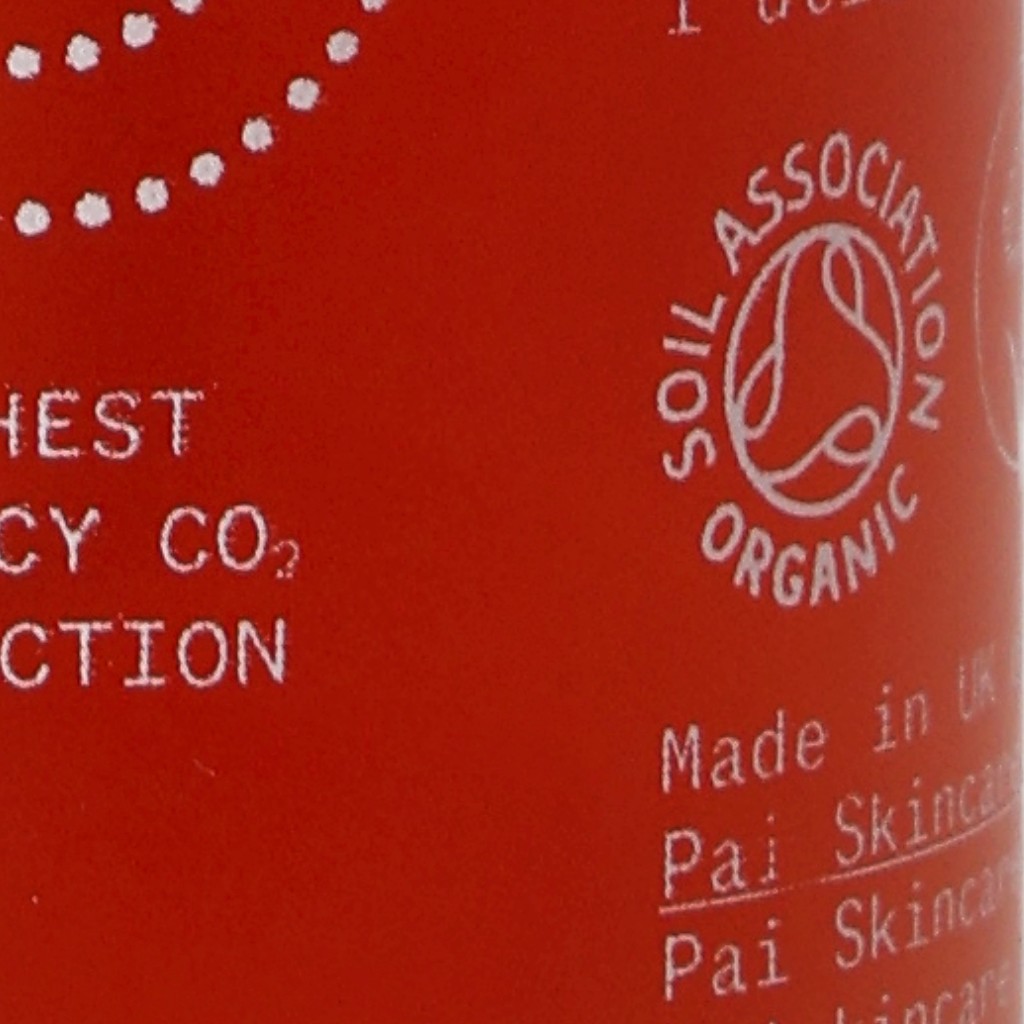 HEST
CY CO₂
CTION
SOIL ASSOCIATION
ORGANIC
Made in UK
Pai Skincare
Pai Skincare